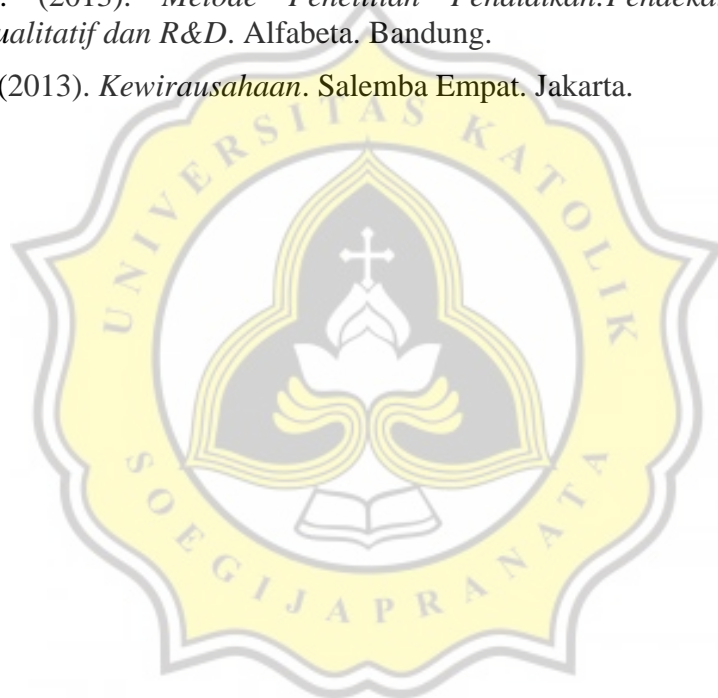 (2013). Metode Penelitian Pendidikan:Pendeka
ualitatif dan R&D. Alfabeta. Bandung.
(2013). Kewirausahaan. Salemba Empat. Jakarta.
UNIVERSITAS KATOLIK
SOEGIJAPRANATA